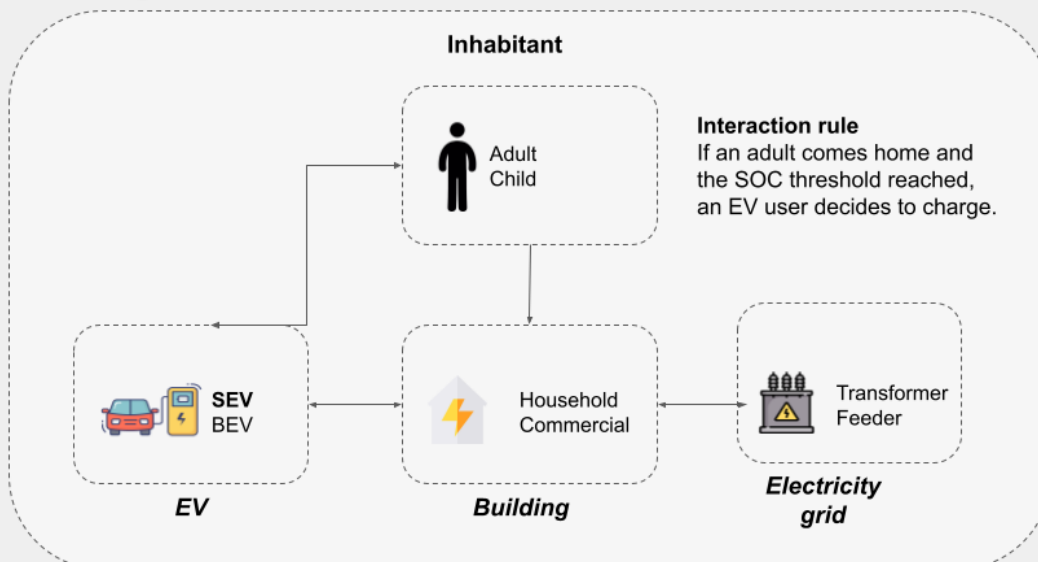 Inhabitant
Adult
Child
Interaction rule
If an adult comes home and
the SOC threshold reached,
an EV user decides to charge.
SEV
BEV
Household
Commercial
Transformer
Feeder
EV
Building
Electricity
grid